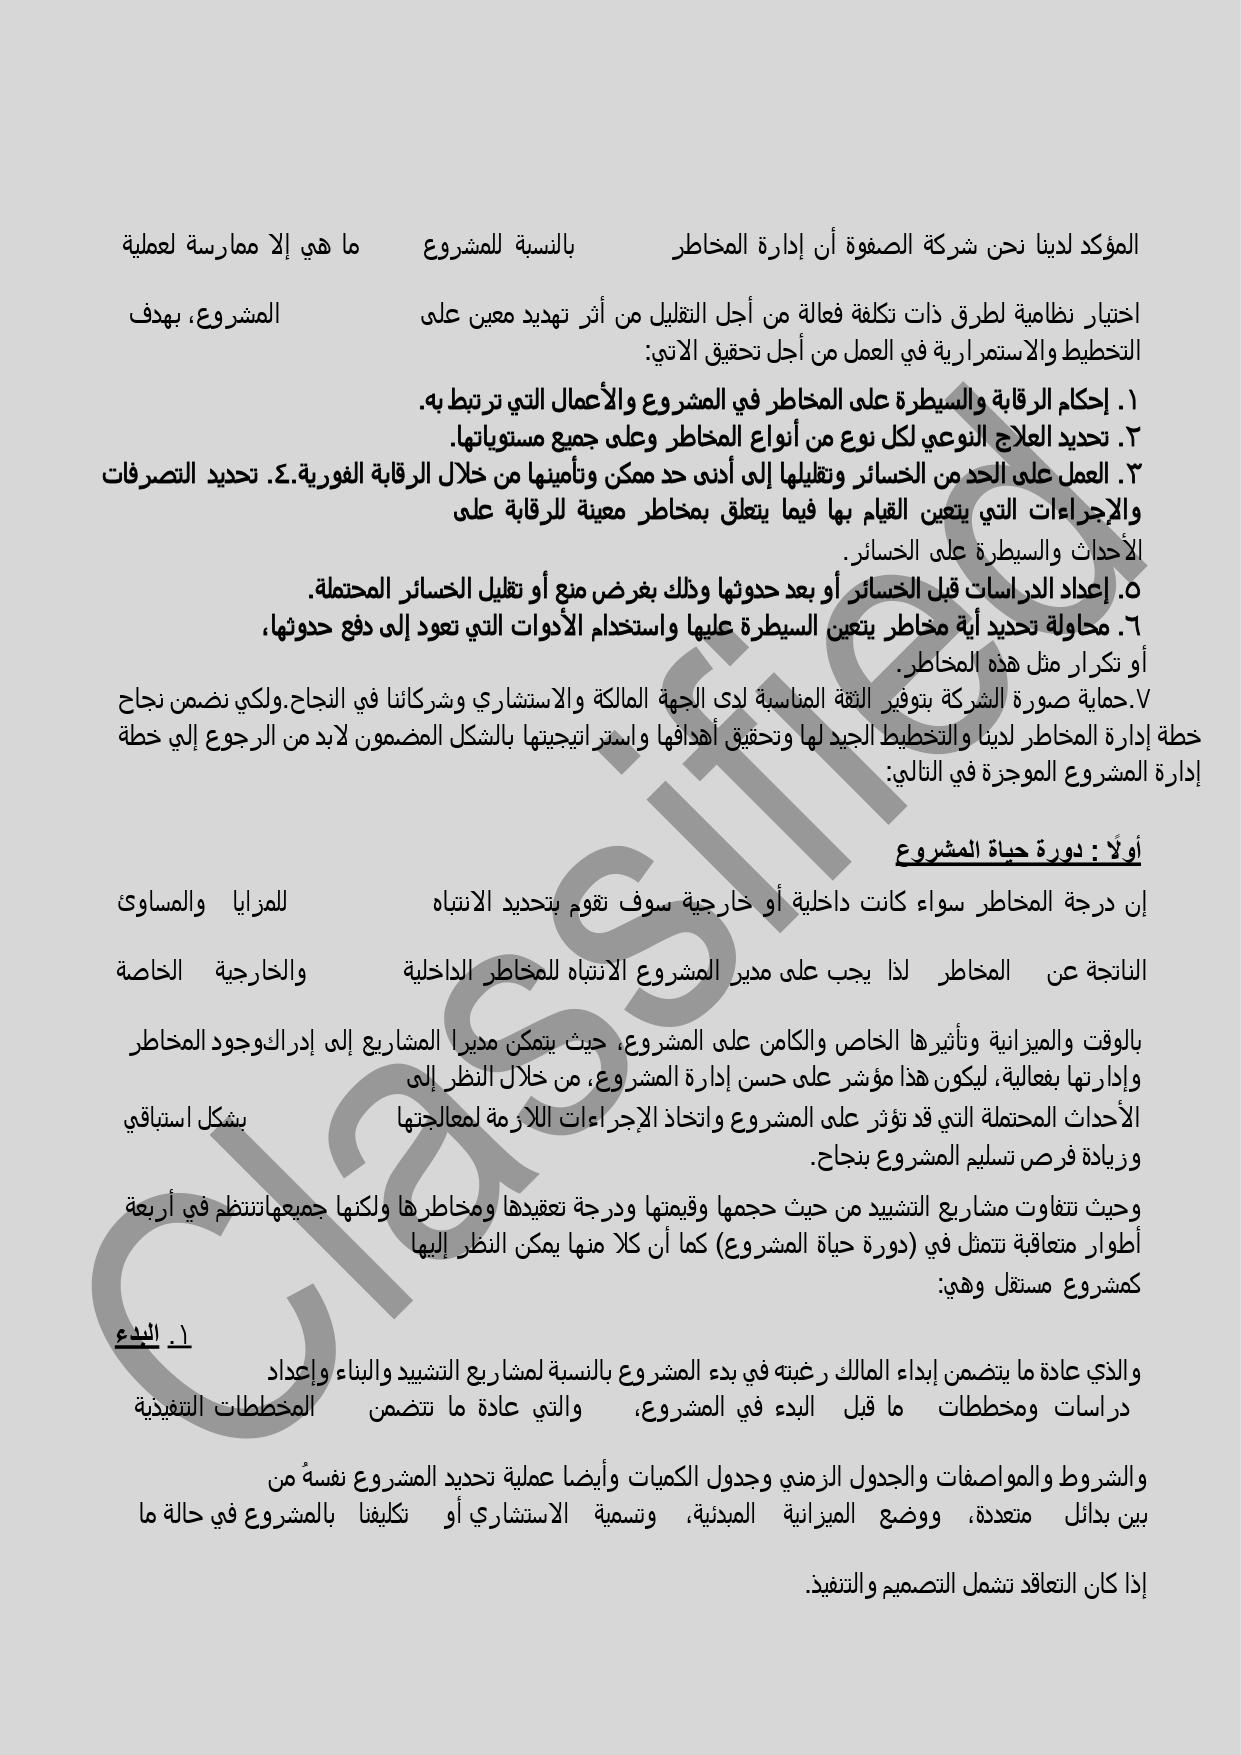 المؤكد لدينا نحن شركة الصفوة أن إدارة المخاطر بالنسبة للمشروع ما هي إلا ممارسة لعملية
اختيار نظامية لطرق ذات تكلفة فعالة من أجل التقليل من أثر تهديد معين على المشروع، بهدف
التخطيط والاستمرارية في العمل من أجل تحقيق الاتي:
١. إحكام الرقابة والسيطرة على المخاطر في المشروع والأعمال التي ترتبط به.
٢. تحديد العلاج النوعي لكل نوع من أنواع المخاطر وعلى جميع مستوياتها.
٣. العمل على الحد من الخسائر وتقليلها إلى أدنى حد ممكن وتأمينها من خلال الرقابة الفورية.٤. تحديد التصرفات
والإجراءات التي يتعين القيام بها فيما يتعلق بمخاطر معينة للرقابة على
الأحداث والسيطرة على الخسائر.
٥. إعداد الدراسات قبل الخسائر أو بعد حدوثها وذلك بغرض منع أو تقليل الخسائر المحتملة.
٦. محاولة تحديد أية مخاطر يتعين السيطرة عليها واستخدام الأدوات التي تعود إلى دفع حدوثها،
أو تكرار مثل هذه المخاطر.
٧.حماية صورة الشركة بتوفير الثقة المناسبة لدى الجهة المالكة والاستشاري وشركائنا في النجاح.ولكي نضمن نجاح
خطة إدارة المخاطر لدينا والتخطيط الجيد لها وتحقيق أهدافها واستراتيجيتها بالشكل المضمون لابد من الرجوع إلي خطة
إدارة المشروع الموجزة في التالي:
أولًا : دورة حياة المشروع
إن درجة المخاطر سواء كانت داخلية أو خارجية سوف تقوم بتحديد الانتباه للمزايا والمساوئ
الناتجة عن المخاطر لذا يجب على مدير المشروع الانتباه للمخاطر الداخلية والخارجية الخاصة
بالوقت والميزانية وتأثيرها الخاص والكامن على المشروع، حيث يتمكن مديرا المشاريع إلى إدراكوجود المخاطر
وإدارتها بفعالية، ليكون هذا مؤشر على حسن إدارة المشروع، من خلال النظر إلى
الأحداث المحتملة التي قد تؤثر على المشروع واتخاذ الإجراءات اللازمة لمعالجتها بشكل استباقي
وزيادة فرص تسليم المشروع بنجاح.
وحيث تتفاوت مشاريع التشييد من حيث حجمها وقيمتها ودرجة تعقيدها ومخاطرها ولكنها جميعهاتنتظم في أربعة
أطوار متعاقبة تتمثل في (دورة حياة المشروع) كما أن كلا منها يمكن النظر إليها
كمشروع مستقل وهي:
١. البدء
والذي عادة ما يتضمن إبداء المالك رغبته في بدء المشروع بالنسبة لمشاريع التشييد والبناء وإعداد
دراسات ومخططات ما قبل البدء في المشروع، والتي عادة ما تتضمن المخططات التنفيذية
والشروط والمواصفات والجدول الزمني وجدول الكميات وأيضا عملية تحديد المشروع نفسهُ من
بين بدائل متعددة، ووضع الميزانية المبدئية، وتسمية الاستشاري أو تكليفنا بالمشروع في حالة ما
إذا كان التعاقد تشمل التصميم والتنفيذ.
Classified